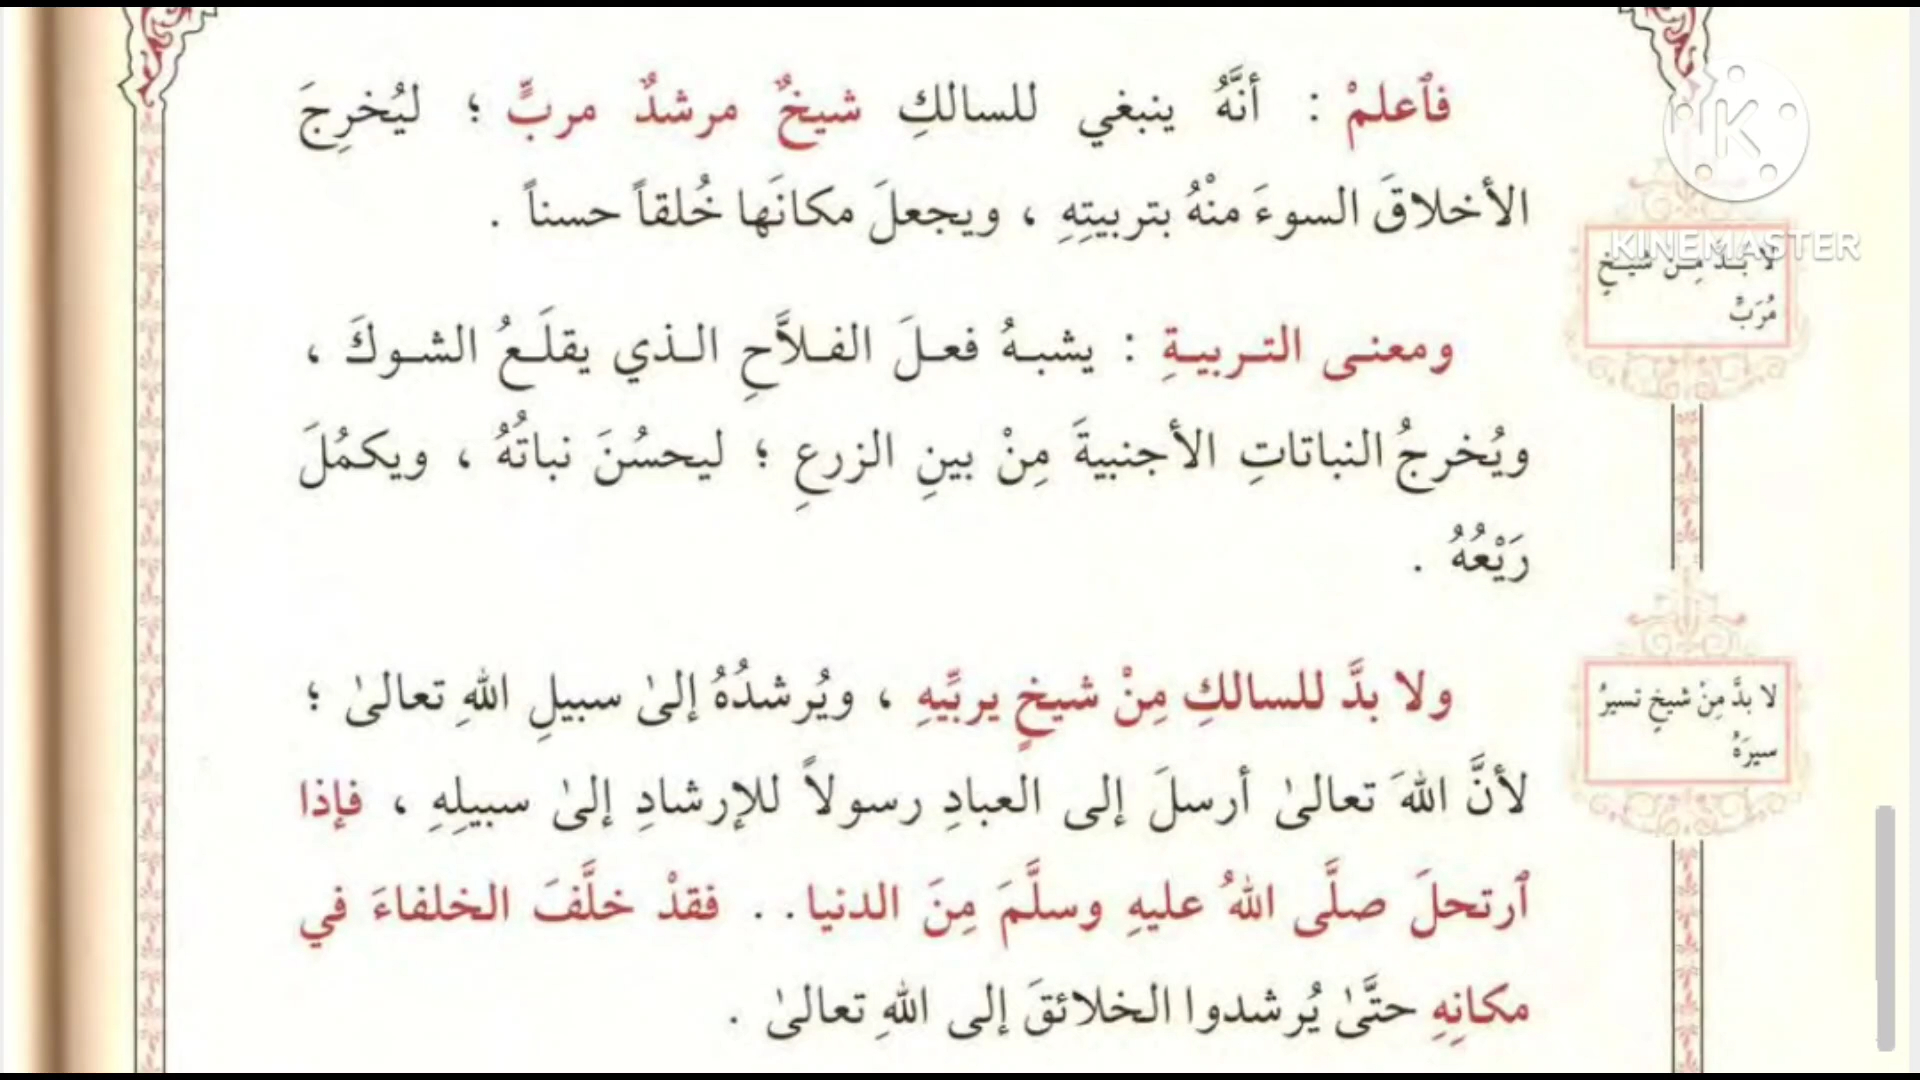 فٱعلمْ : أنَّهُ ينبغي للسالكِ شيخٌ مرشدٌ مربٍّ ؛ ليُخرِجَ
الأخلاقَ السوءَ منْهُ بتربيتِهِ ، ويجعلَ مكانَها خُلقاً حسناً .
ومعنى التربيةِ : يشبهُ فعلَ الفلاَّحِ الذي يقلَعُ الشوكَ ،
ويُخرجُ النباتاتِ الأجنبيةَ مِنْ بينِ الزرعِ ؛ ليحسُنَ نباتُهُ ، ويكمُلَ
رَيْعُهُ .
ولا بدَّ للسالكِ مِنْ شيخٍ يربيِّهِ ، ويُرشدُهُ إلىٰ سبيلِ اللهِ تعالىٰ ؛
لأنَّ اللهَ تعالىٰ أرسلَ إلى العبادِ رسولاً للإرشادِ إلىٰ سبيلِهِ ، فإذا
ٱرتحلَ صلَّى اللهُ عليهِ وسلَّمَ مِنَ الدنيا . . فقدْ خلَّفَ الخلفاءَ في
مكانِهِ حتَّىٰ يُرشدوا الخلائقَ إلى اللهِ تعالىٰ .
K
KINEMASTER
لا بُدَّ مِنْ شيخٍ
مُرَبٍّ
لا بدَّ مِنْ شيخٍ تسيرُ
سيرَهُ